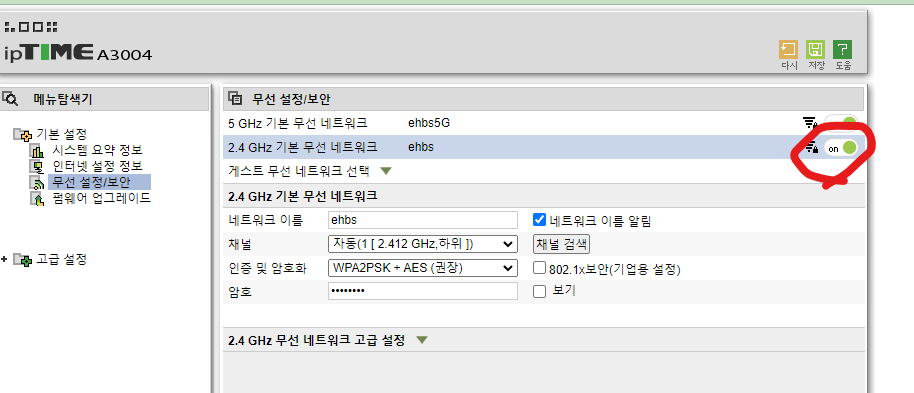 ipTIME A3004
다시 저장 도움
메뉴탐색기
기본 설정
시스템 요약 정보
인터넷 설정 정보
무선 설정/보안
펌웨어 업그레이드
고급 설정
무선 설정/보안
5 GHz 기본 무선 네트워크 ehbs5G
2.4 GHz 기본 무선 네트워크 ehbs on
게스트 무선 네트워크 선택
2.4 GHz 기본 무선 네트워크
네트워크 이름 ehbs 네트워크 이름 알림
채널 자동(1 [ 2.412 GHz,하위 ]) 채널 검색
인증 및 암호화 WPA2PSK + AES (권장) 802.1x보안(기업용 설정)
암호 •••••••• 보기
2.4 GHz 무선 네트워크 고급 설정